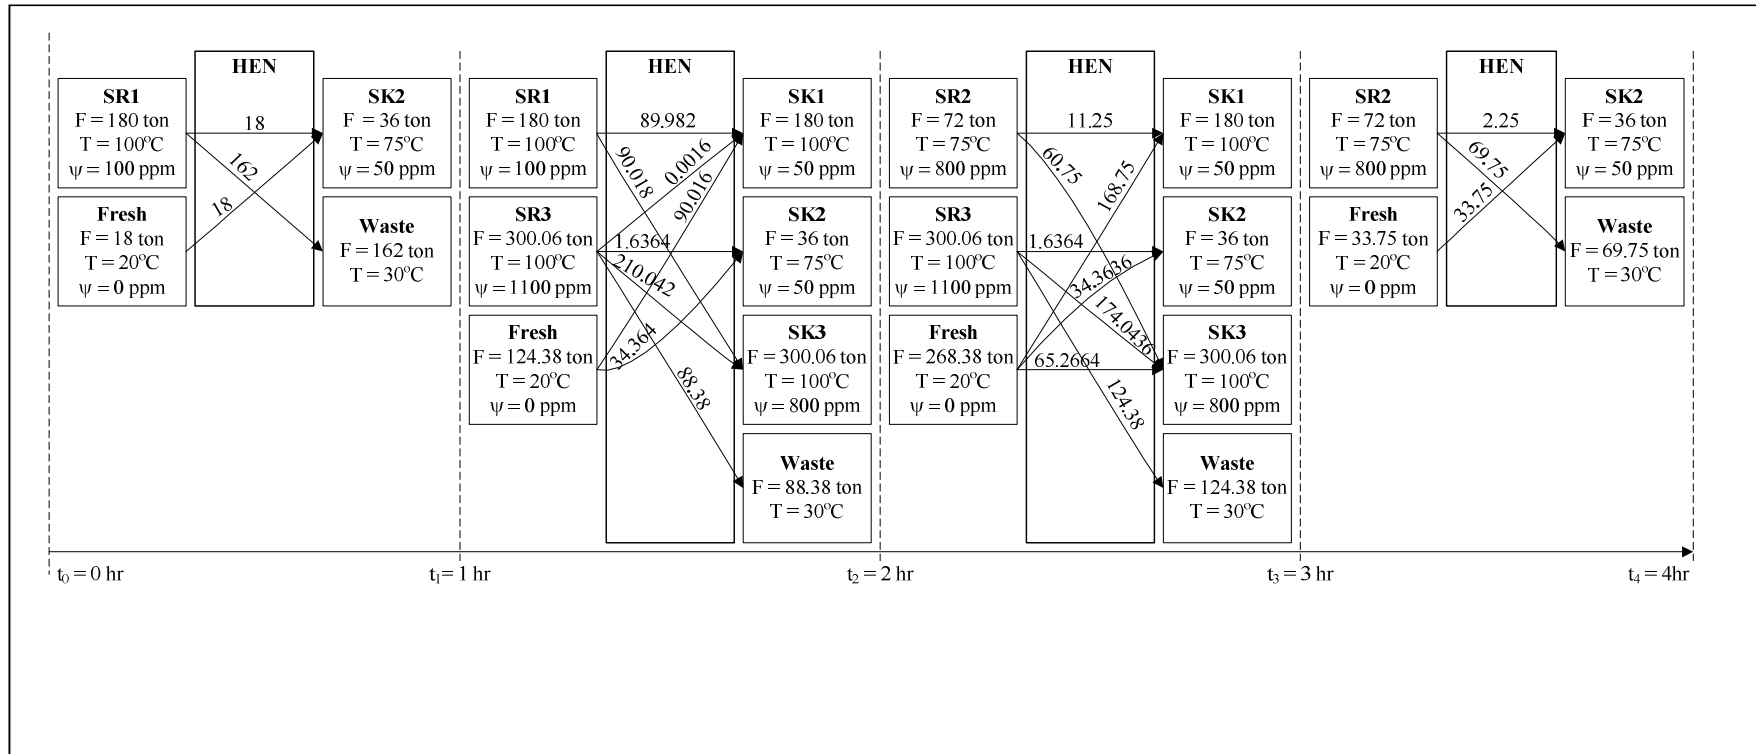 HEN
SR1
F = 180 ton
T = 100°C
ψ = 100 ppm
Fresh
F = 18 ton
T = 20°C
ψ = 0 ppm
18
162
18
SK2
F = 36 ton
T = 75°C
ψ = 50 ppm
Waste
F = 162 ton
T = 30°C
HEN
SR1
F = 180 ton
T = 100°C
ψ = 100 ppm
SR3
F = 300.06 ton
T = 100°C
ψ = 1100 ppm
Fresh
F = 124.38 ton
T = 20°C
ψ = 0 ppm
89.982
90.018
0.0016
90.016
1.6364
210.042
34.364
88.38
SK1
F = 180 ton
T = 100°C
ψ = 50 ppm
SK2
F = 36 ton
T = 75°C
ψ = 50 ppm
SK3
F = 300.06 ton
T = 100°C
ψ = 800 ppm
Waste
F = 88.38 ton
T = 30°C
HEN
SR2
F = 72 ton
T = 75°C
ψ = 800 ppm
SR3
F = 300.06 ton
T = 100°C
ψ = 1100 ppm
Fresh
F = 268.38 ton
T = 20°C
ψ = 0 ppm
11.25
60.75
168.75
1.6364
34.3636
174.0436
65.2664
124.38
SK1
F = 180 ton
T = 100°C
ψ = 50 ppm
SK2
F = 36 ton
T = 75°C
ψ = 50 ppm
SK3
F = 300.06 ton
T = 100°C
ψ = 800 ppm
Waste
F = 124.38 ton
T = 30°C
HEN
SR2
F = 72 ton
T = 75°C
ψ = 800 ppm
Fresh
F = 33.75 ton
T = 20°C
ψ = 0 ppm
2.25
69.75
33.75
SK2
F = 36 ton
T = 75°C
ψ = 50 ppm
Waste
F = 69.75 ton
T = 30°C
t₀ = 0 hr
t₁= 1 hr
t₂ = 2 hr
t₃ = 3 hr
t₄ = 4hr